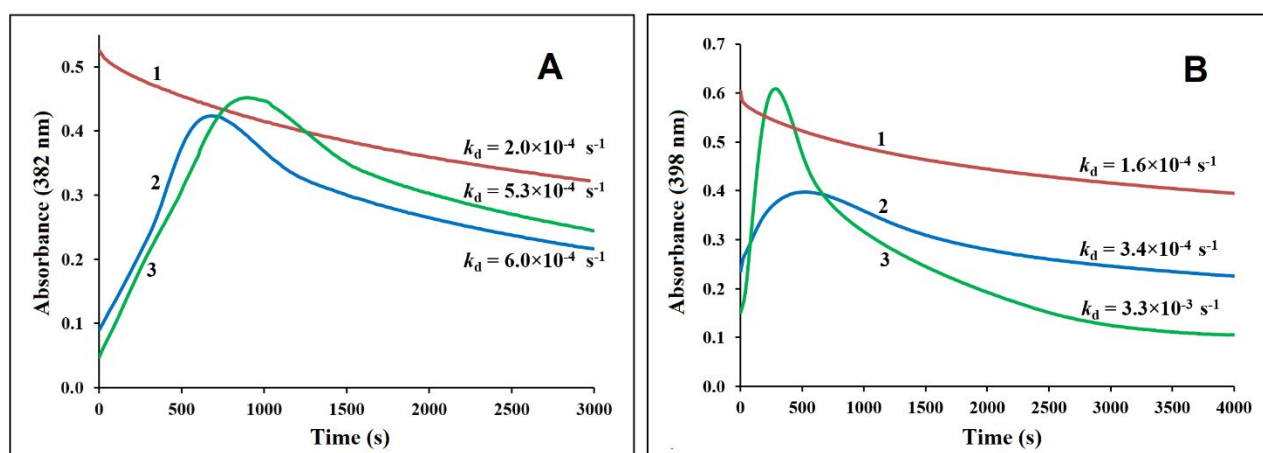 A
Absorbance (382 nm)
0.5
0.4
0.3
0.2
0.1
0.0
1
2
3
kd = 2.0×10-4 s-1
kd = 5.3×10-4 s-1
kd = 6.0×10-4 s-1
0 500 1000 1500 2000 2500 3000
Time (s)
B
Absorbance (398 nm)
0.7
0.6
0.5
0.4
0.3
0.2
0.1
0.0
1
2
3
kd = 1.6×10-4 s-1
kd = 3.4×10-4 s-1
kd = 3.3×10-3 s-1
0 500 1000 1500 2000 2500 3000 3500 4000
Time (s)